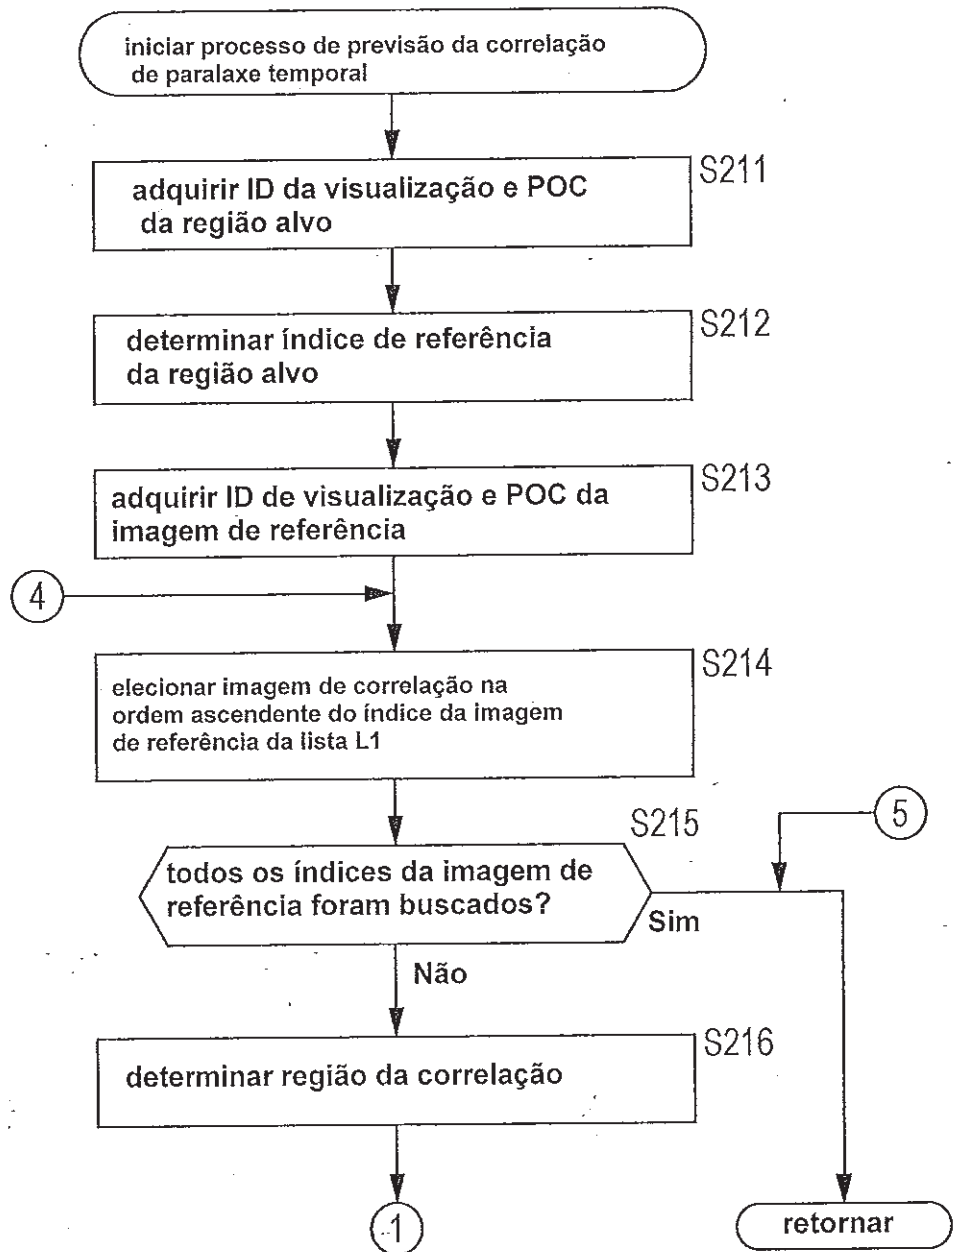 iniciar processo de previsão da correlação
de paralaxe temporal
S211
adquirir ID da visualização e POC
da região alvo
S212
determinar índice de referência
da região alvo
S213
adquirir ID de visualização e POC da
imagem de referência
4
S214
elecionar imagem de correlação na
ordem ascendente do índice da imagem
de referência da lista L1
S215
5
todos os índices da imagem de
referência foram buscados?
Sim
Não
S216
determinar região da correlação
1
retornar